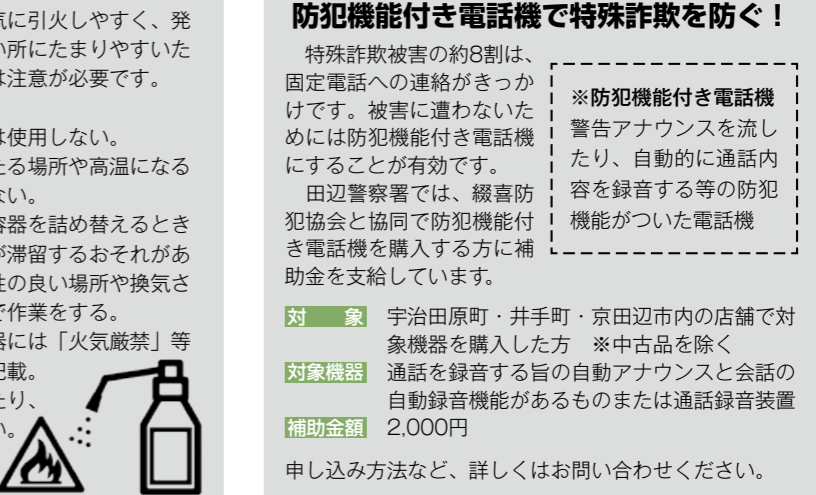 気に引火しやすく、発
い所にたまりやすいた
は注意が必要です。
は使用しない。
たる場所や高温になる
ない。
容器を詰め替えるとき
が滞留するおそれがあ
性の良い場所や換気さ
で作業をする。
器には「火気厳禁」等
記載。
たり、
い。
防犯機能付き電話機で特殊詐欺を防ぐ！
特殊詐欺被害の約8割は、
固定電話への連絡がきっか
けです。被害に遭わないた
めには防犯機能付き電話機
にすることが有効です。
田辺警察署では、綴喜防
犯協会と協同で防犯機能付
き電話機を購入する方に補
助金を支給しています。
※防犯機能付き電話機
警告アナウンスを流し
たり、自動的に通話内
容を録音する等の防犯
機能がついた電話機
対　象　宇治田原町・井手町・京田辺市内の店舗で対
象機器を購入した方　※中古品を除く
対象機器　通話を録音する旨の自動アナウンスと会話の
自動録音機能があるものまたは通話録音装置
補助金額　2,000円
申し込み方法など、詳しくはお問い合わせください。